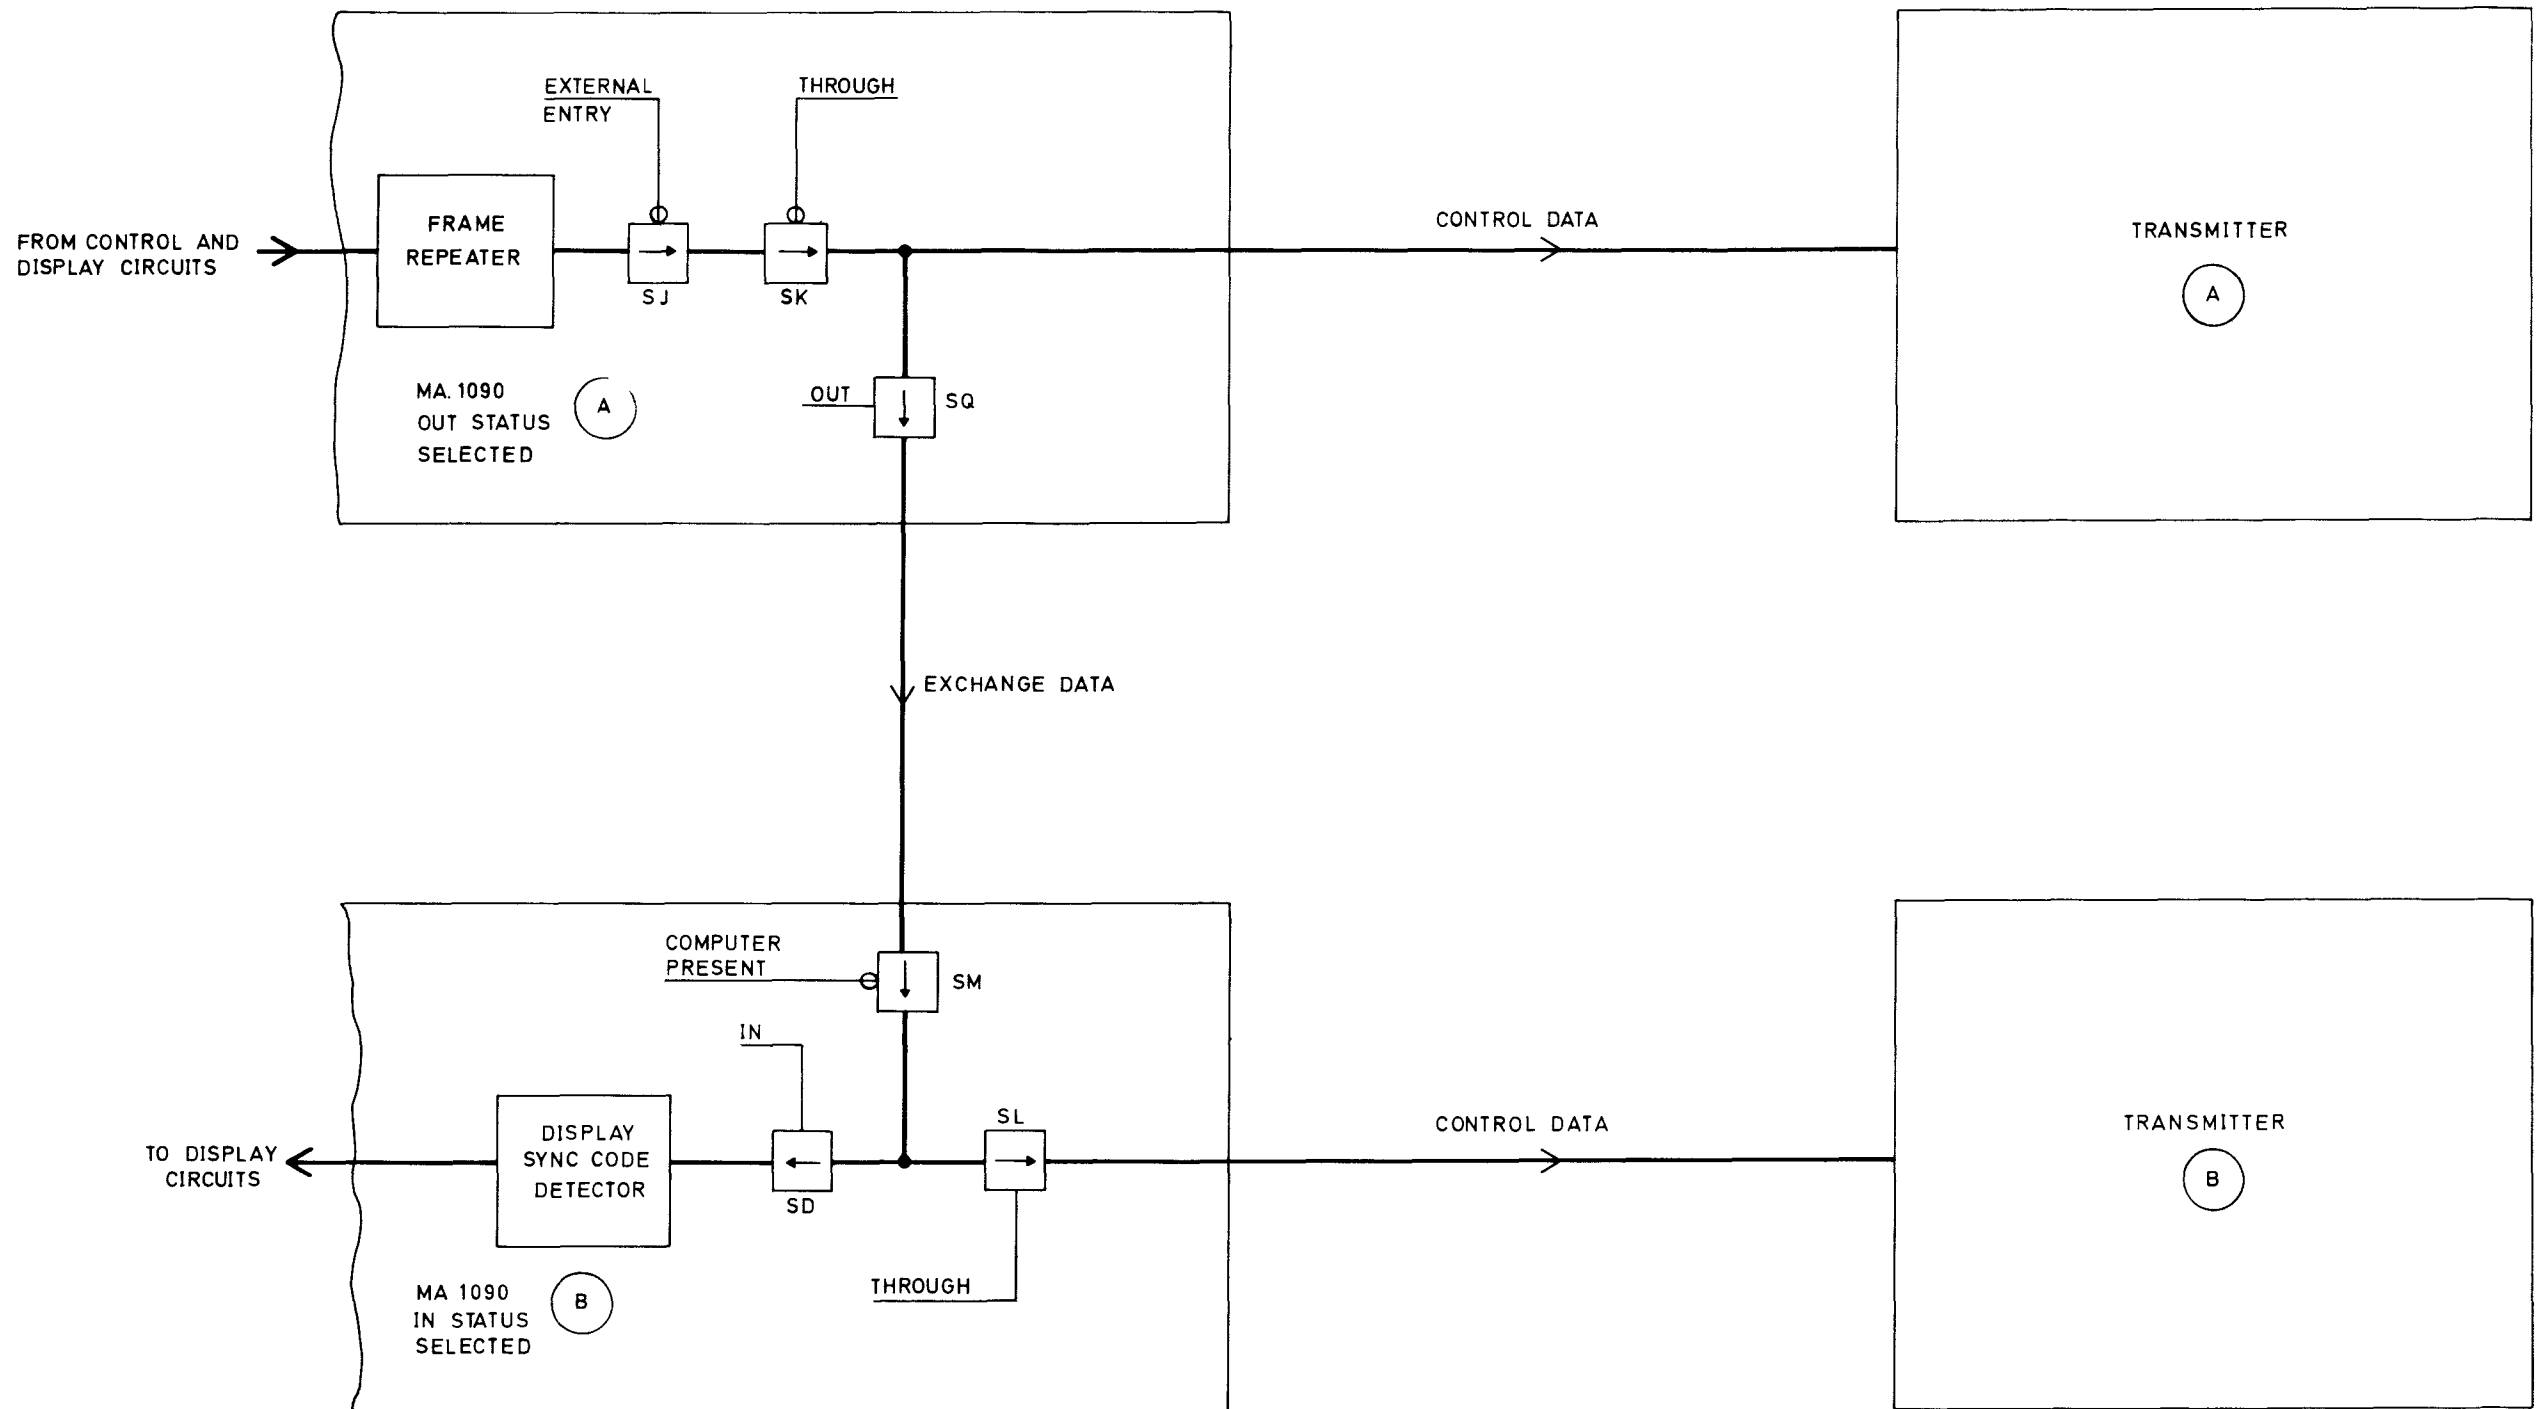 EXTERNAL
ENTRY
THROUGH
FROM CONTROL AND
DISPLAY CIRCUITS
FRAME
REPEATER
SJ
SK
CONTROL DATA
TRANSMITTER
A
MA.1090
OUT STATUS
SELECTED
A
OUT
SQ
EXCHANGE DATA
COMPUTER
PRESENT
SM
IN
SL
TO DISPLAY
CIRCUITS
DISPLAY
SYNC CODE
DETECTOR
SD
CONTROL DATA
TRANSMITTER
B
MA 1090
IN STATUS
SELECTED
B
THROUGH